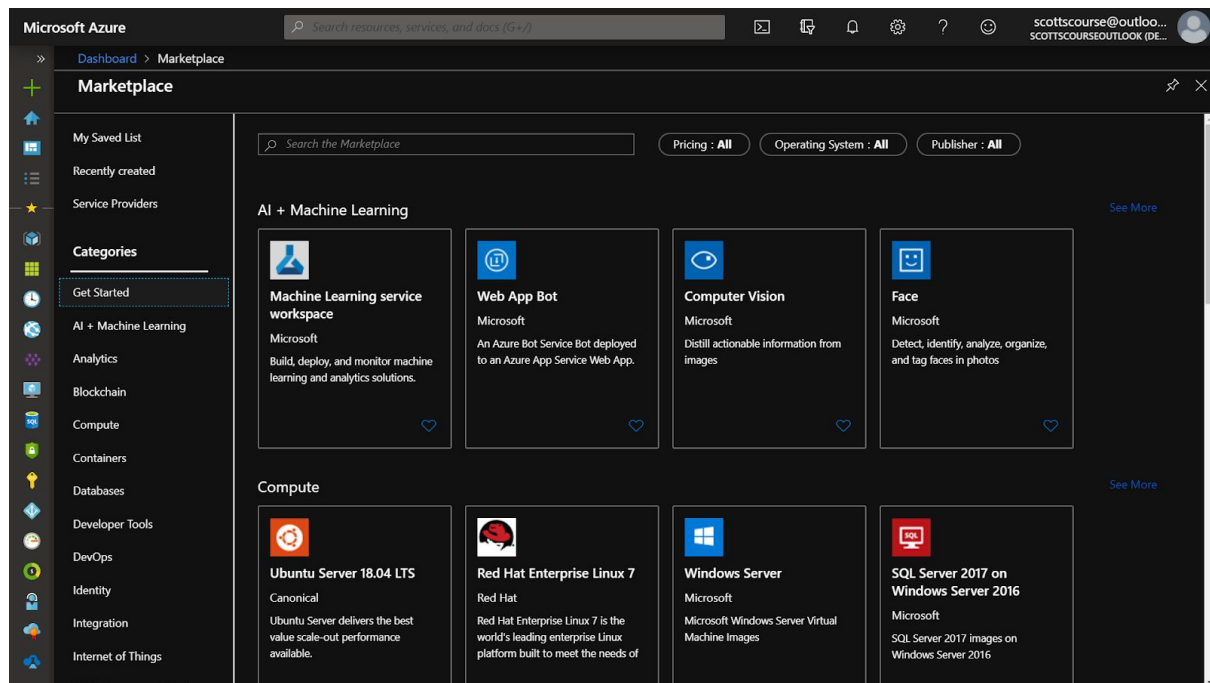 Microsoft Azure
Search resources, services, and docs (G+/)
scottscourse@outloo...
SCOTTSCOURSEOUTLOOK (DE...
Dashboard > Marketplace
Marketplace
My Saved List
Recently created
Service Providers
Categories
Get Started
AI + Machine Learning
Analytics
Blockchain
Compute
Containers
Databases
Developer Tools
DevOps
Identity
Integration
Internet of Things
Search the Marketplace
Pricing : All
Operating System : All
Publisher : All
AI + Machine Learning
See More
Machine Learning service
workspace
Microsoft
Build, deploy, and monitor machine
learning and analytics solutions.
Web App Bot
Microsoft
An Azure Bot Service Bot deployed
to an Azure App Service Web App.
Computer Vision
Microsoft
Distill actionable information from
images
Face
Microsoft
Detect, identify, analyze, organize,
and tag faces in photos
Compute
See More
Ubuntu Server 18.04 LTS
Canonical
Ubuntu Server delivers the best
value scale-out performance
available.
Red Hat Enterprise Linux 7
Red Hat
Red Hat Enterprise Linux 7 is the
world's leading enterprise Linux
platform built to meet the needs of
Windows Server
Microsoft
Microsoft Windows Server Virtual
Machine Images
SQL
SQL Server 2017 on
Windows Server 2016
Microsoft
SQL Server 2017 images on
Windows Server 2016
SQL